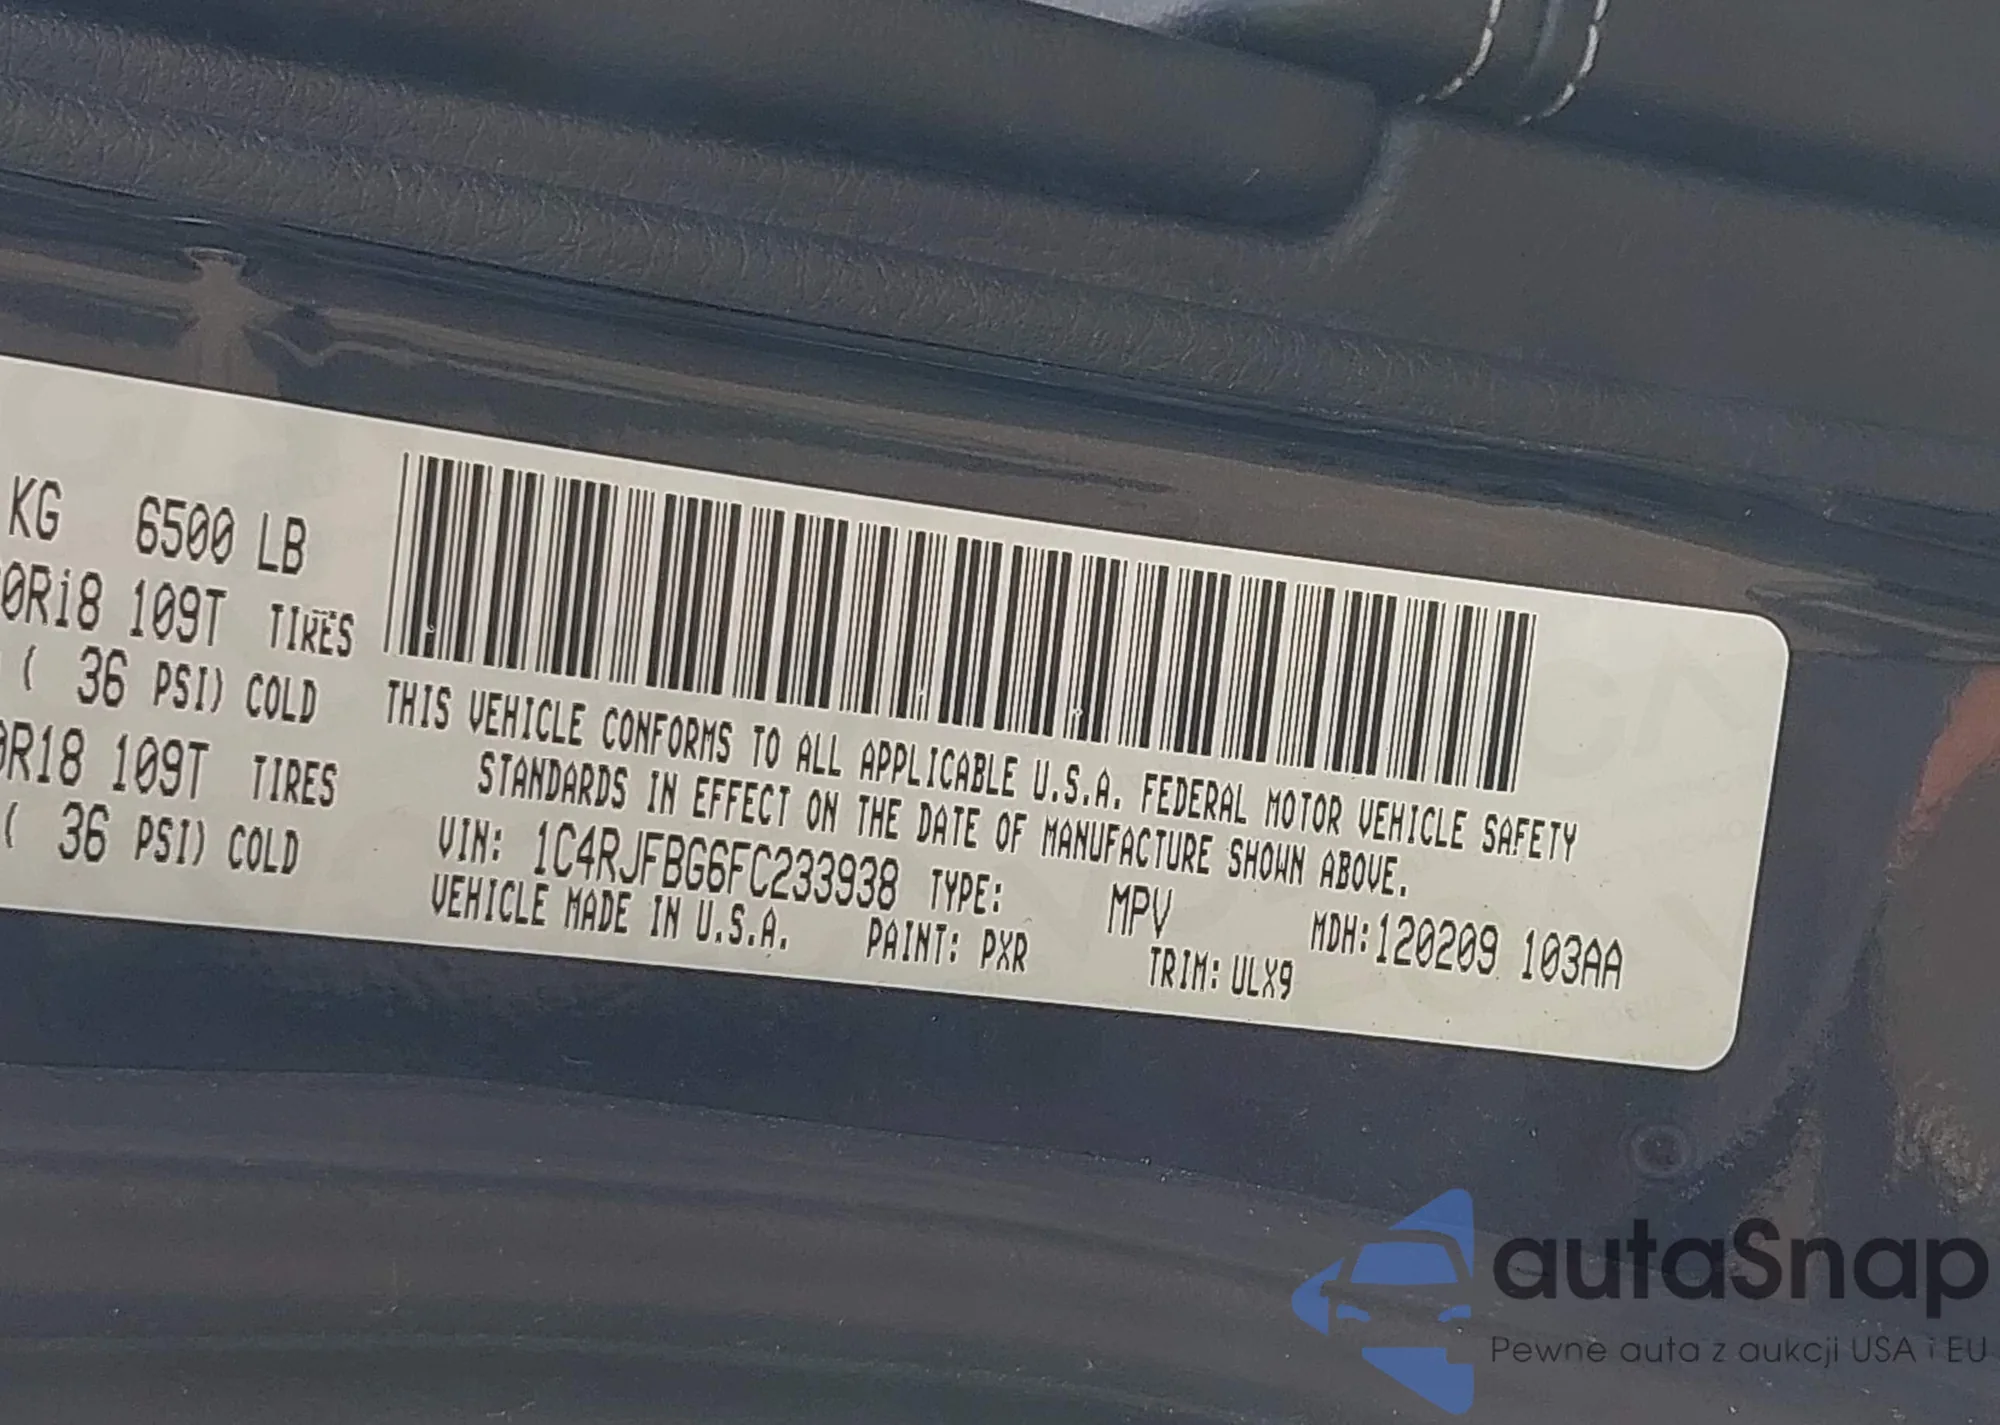 KG 6500 LB
0Ri8 109T TIRES
( 36 PSI) COLD
0R18 109T TIRES
( 36 PSI) COLD
THIS VEHICLE CONFORMS TO ALL APPLICABLE U.S.A. FEDERAL MOTOR VEHICLE SAFETY
STANDARDS IN EFFECT ON THE DATE OF MANUFACTURE SHOWN ABOVE.
VIN: 1C4RJFBG6FC233938 TYPE: MPV MDH:120209 103AA
VEHICLE MADE IN U.S.A. PAINT: PXR TRIM: ULX9
autaSnap
Pewne auta z aukcji USA i EU